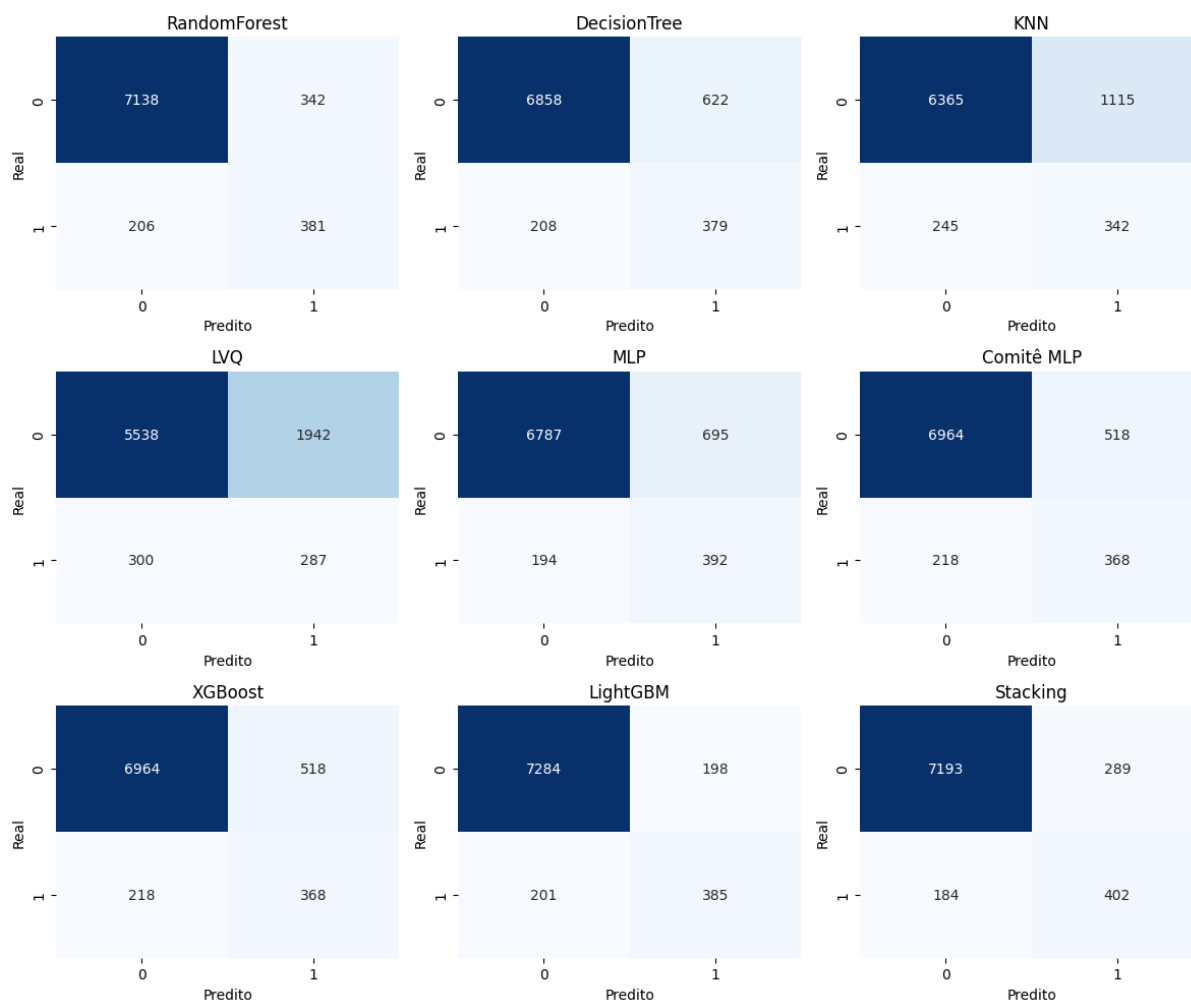 RandomForest DecisionTree KNN
0 7138 342 0 6858 622 0 6365 1115
Real Real Real
1 206 381 1 208 379 1 245 342
0 1 0 1 0 1
Predito Predito Predito
LVQ MLP Comitê MLP
0 5538 1942 0 6787 695 0 6964 518
Real Real Real
1 300 287 1 194 392 1 218 368
0 1 0 1 0 1
Predito Predito Predito
XGBoost LightGBM Stacking
0 6964 518 0 7284 198 0 7193 289
Real Real Real
1 218 368 1 201 385 1 184 402
0 1 0 1 0 1
Predito Predito Predito